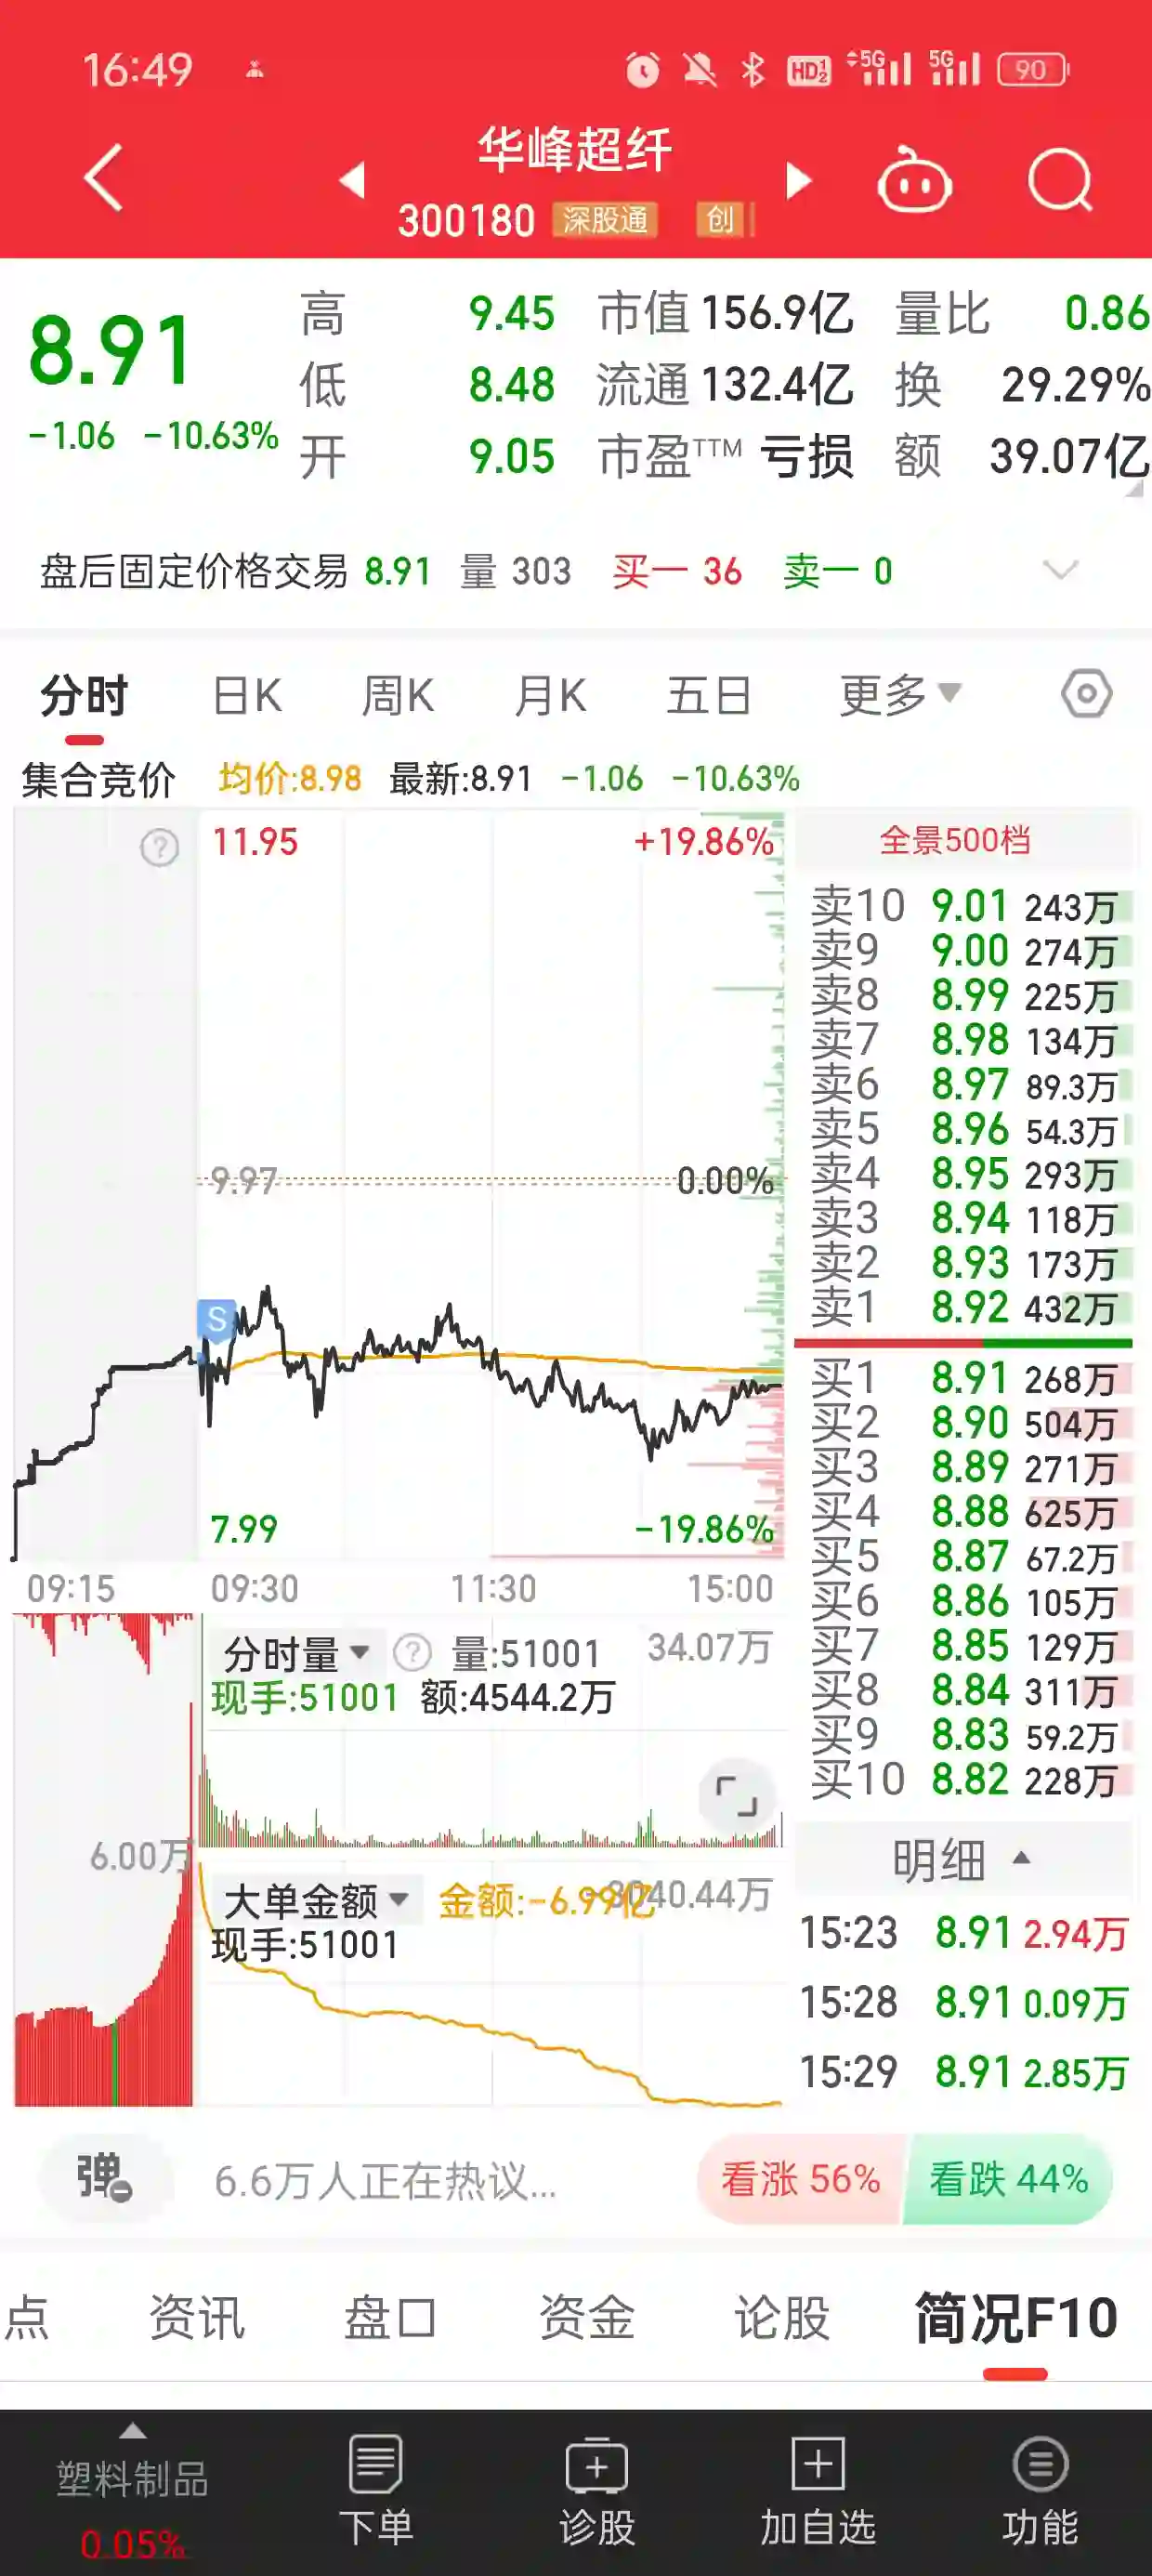 16:49 HD 1 2 5G 5G 90
华峰超纤
300180 深股通 创
8.91 高 9.45 市值 156.9亿 量比 0.86
低 8.48 流通 132.4亿 换 29.29%
-1.06 -10.63% 开 9.05 市盈TTM 亏损 额 39.07亿
盘后固定价格交易 8.91 量 303 买一 36 卖一 0
分时 日K 周K 月K 五日 更多
集合竞价 均价:8.98 最新:8.91 -1.06 -10.63%
? 11.95 +19.86%
9.97 0.00%
S
7.99 -19.86%
09:15 09:30 11:30 15:00
分时量 ? 量:51001 34.07万
现手:51001 额:4544.2万
6.00万
大单金额 金额:-6.99亿 3040.44万
现手:51001
全景500档
卖10 9.01 243万
卖9 9.00 274万
卖8 8.99 225万
卖7 8.98 134万
卖6 8.97 89.3万
卖5 8.96 54.3万
卖4 8.95 293万
卖3 8.94 118万
卖2 8.93 173万
卖1 8.92 432万
买1 8.91 268万
买2 8.90 504万
买3 8.89 271万
买4 8.88 625万
买5 8.87 67.2万
买6 8.86 105万
买7 8.85 129万
买8 8.84 311万
买9 8.83 59.2万
买10 8.82 228万
明细
15:23 8.91 2.94万
15:28 8.91 0.09万
15:29 8.91 2.85万
弹 6.6万人正在热议... 看涨 56% 看跌 44%
点 资讯 盘口 资金 论股 简况F10
塑料制品 下单 诊股 加自选 功能
0.05%